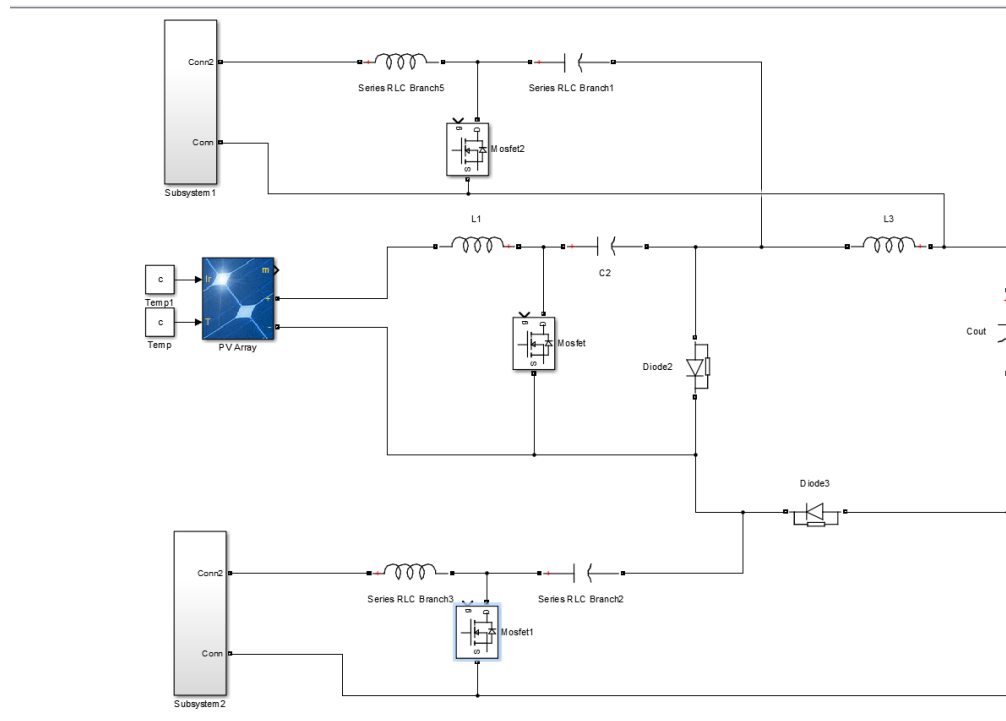 Conn2
Series RLC Branch5
Series RLC Branch1
g
D
Mosfet2
S
Conn
Subsystem1
L1
L3
C2
c
Ir
m
+
Temp1
c
T
-
Temp
PV Array
g
D
Mosfet
S
Cout
Diode2
Diode3
Conn2
Series RLC Branch3
Series RLC Branch2
g
D
Mosfet1
S
Conn
Subsystem2